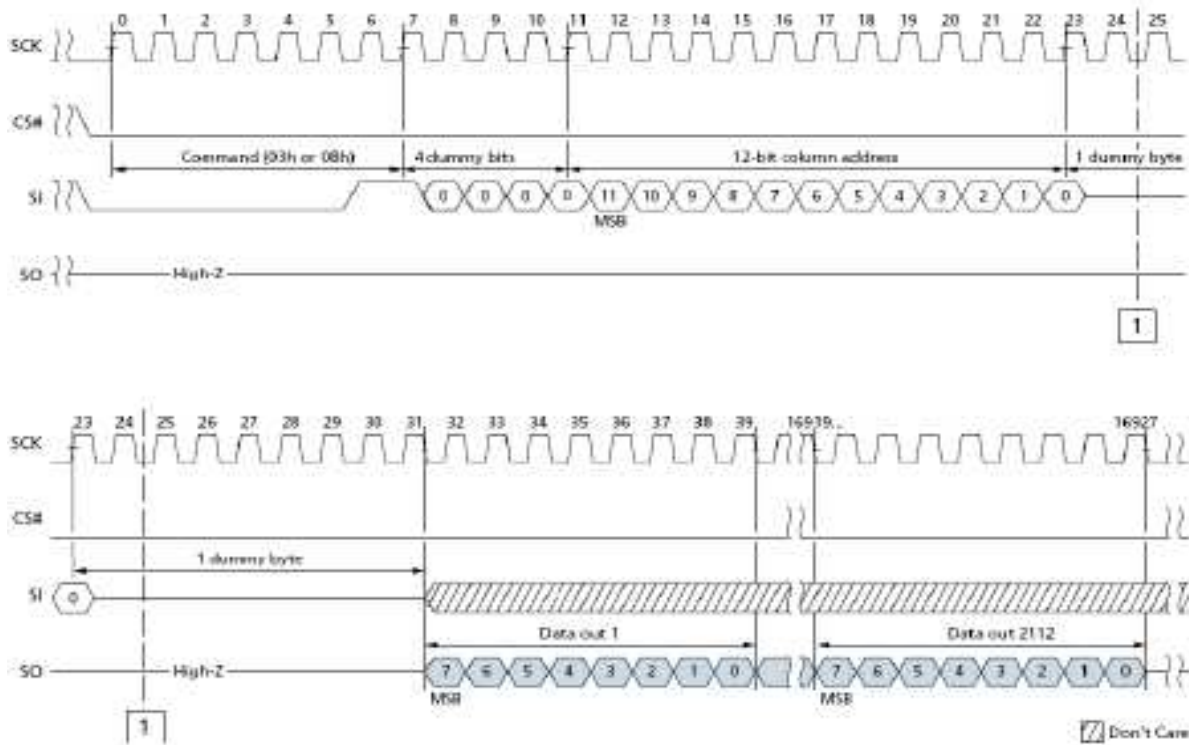 0 1 2 3 4 5 6 7 8 9 10 11 12 13 14 15 16 17 18 19 20 21 22 23 24 25
SCK
CS#
Command (03h or 0Bh) 4 dummy bits 12-bit column address 1 dummy byte
SI 0 0 0 0 11 10 9 8 7 6 5 4 3 2 1 0
MSB
SO High-Z
1
23 24 25 26 27 28 29 30 31 32 33 34 35 36 37 38 39 16919... 16927
SCK
CS#
1 dummy byte
SI 0
Data out 1 Data out 2112
SO High-Z 7 6 5 4 3 2 1 0 7 6 5 4 3 2 1 0
MSB MSB
1
Don't Care